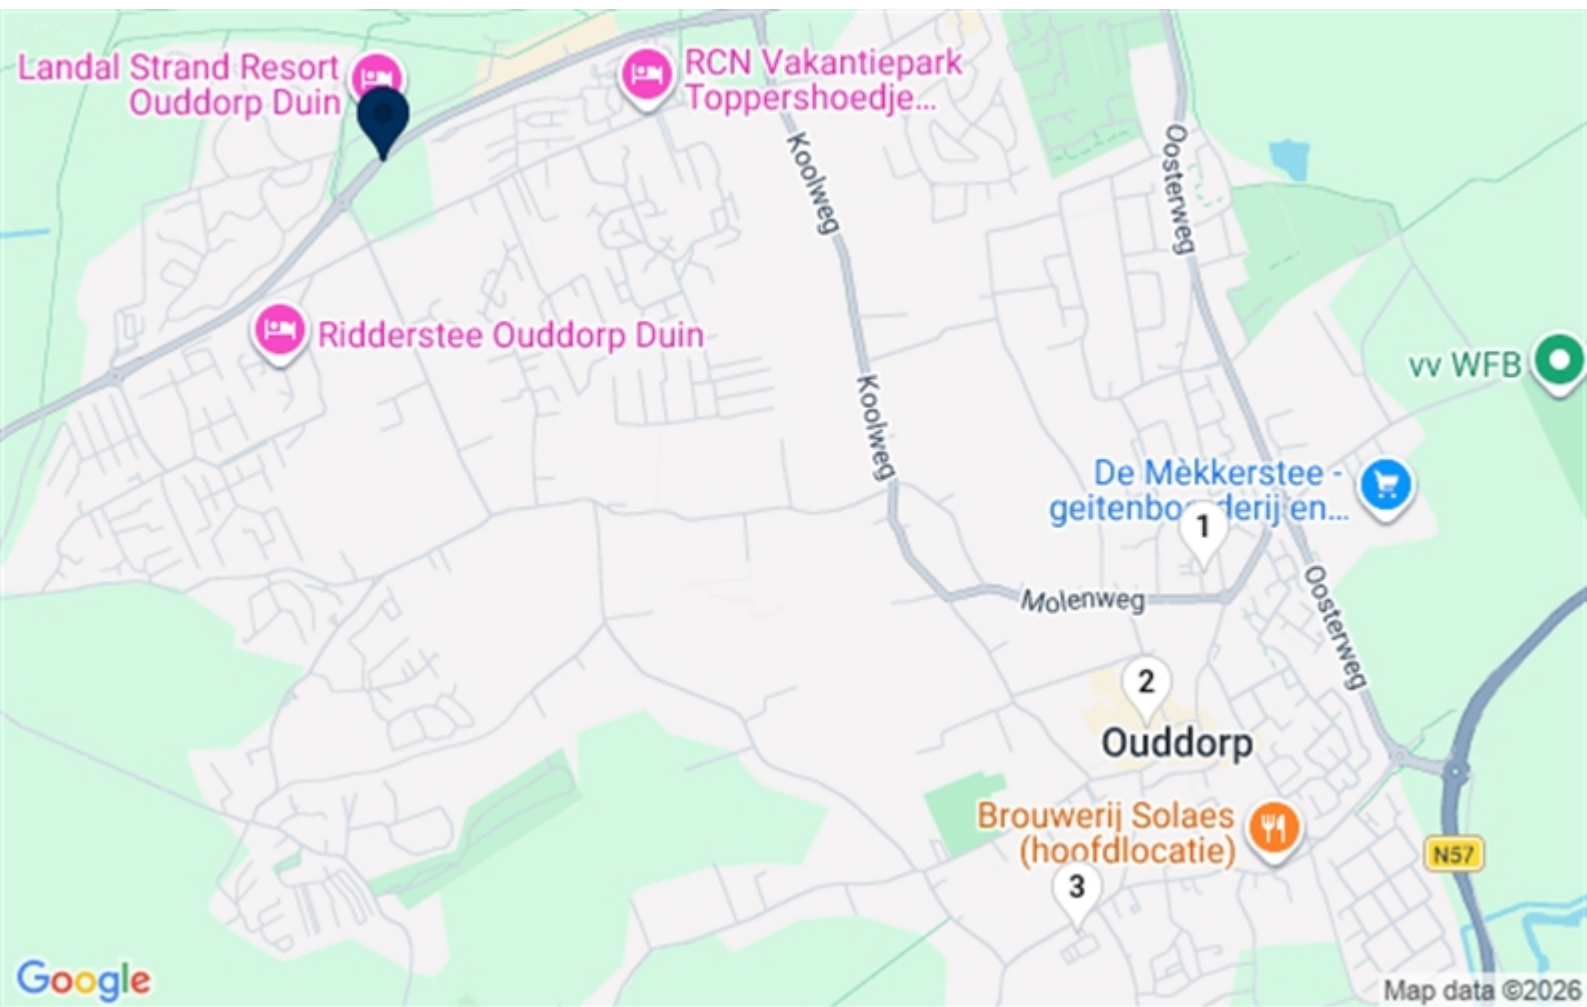 Landal Strand Resort
Ouddorp Duin
RCN Vakantiepark
Toppershoedje...
Koolweg
Oosterweg
Ridderstee Ouddorp Duin
vv WFB
Koolweg
De Mèkkerstee -
geitenbo derij en...
1
Molenweg
Oosterweg
2
Ouddorp
Brouwerij Solaes
(hoofdlocatie)
N57
3
Google
Map data ©2026